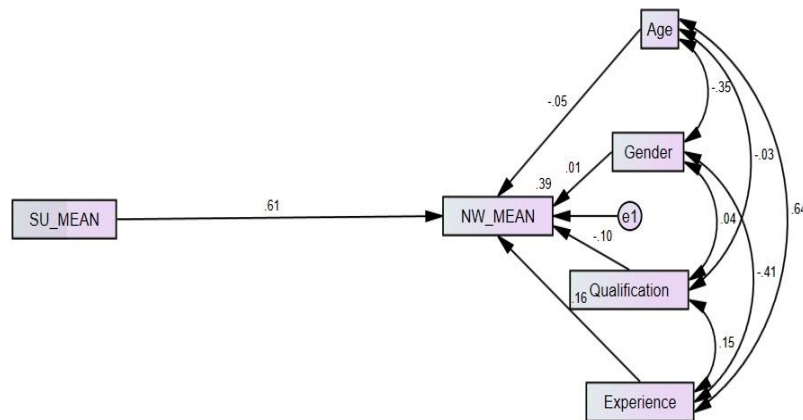 Age
-.35
-.05
Gender
-.03
.01
.39
.64
SU_MEAN
.61
NW_MEAN
e1
.04
-.10
-.41
Qualification
.16
.15
Experience